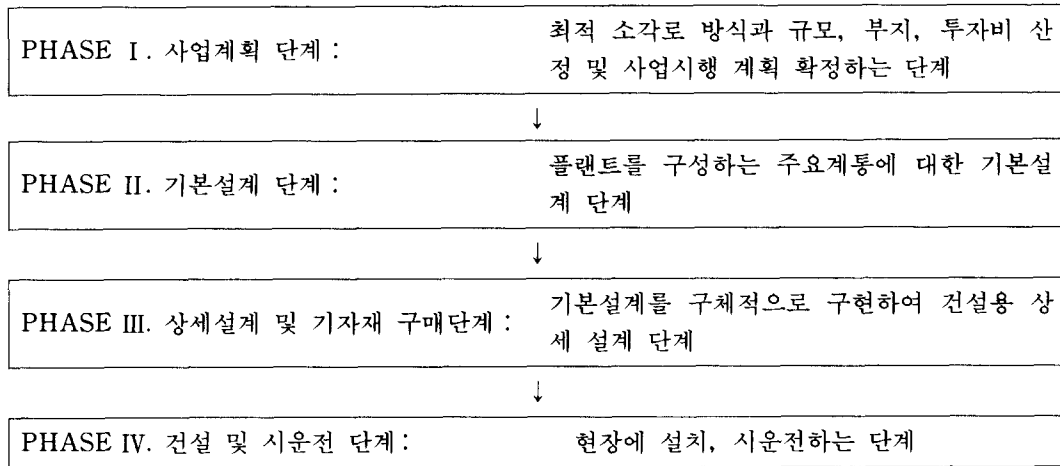 PHASE I. 사업계획 단계 : 최적 소각로 방식과 규모, 부지, 투자비 산
정 및 사업시행 계획 확정하는 단계
↓
PHASE II. 기본설계 단계 : 플랜트를 구성하는 주요계통에 대한 기본설
계 단계
↓
PHASE III. 상세설계 및 기자재 구매단계 : 기본설계를 구체적으로 구현하여 건설용 상
세 설계 단계
↓
PHASE IV. 건설 및 시운전 단계 : 현장에 설치, 시운전하는 단계